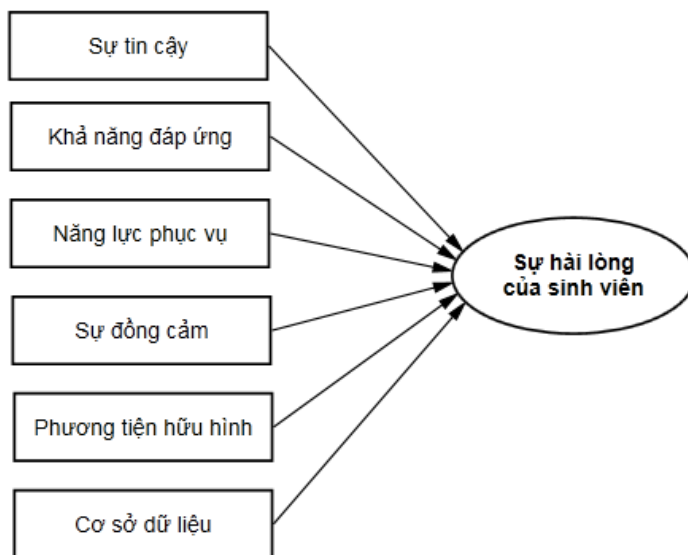 Sự tin cậy
Khả năng đáp ứng
Năng lực phục vụ
Sự đồng cảm
Phương tiện hữu hình
Cơ sở dữ liệu
Sự hài lòng
của sinh viên